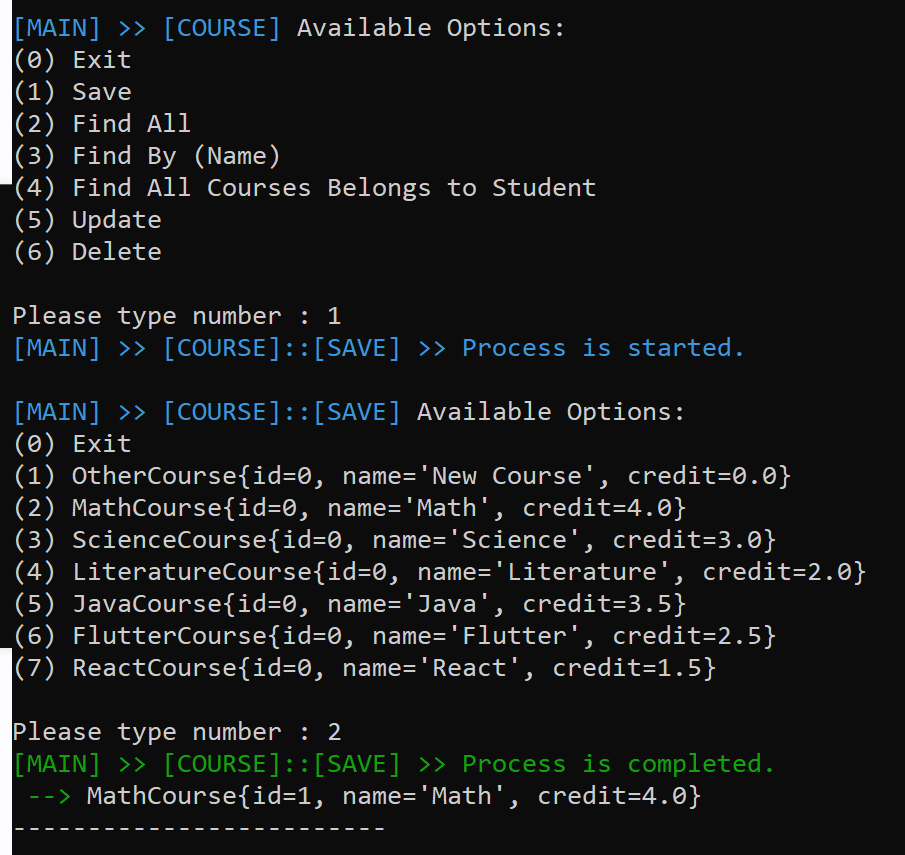 [MAIN] >> [COURSE] Available Options:
(0) Exit
(1) Save
(2) Find All
(3) Find By (Name)
(4) Find All Courses Belongs to Student
(5) Update
(6) Delete
Please type number : 1
[MAIN] >> [COURSE]::[SAVE] >> Process is started.
[MAIN] >> [COURSE]::[SAVE] Available Options:
(0) Exit
(1) OtherCourse{id=0, name='New Course', credit=0.0}
(2) MathCourse{id=0, name='Math', credit=4.0}
(3) ScienceCourse{id=0, name='Science', credit=3.0}
(4) LiteratureCourse{id=0, name='Literature', credit=2.0}
(5) JavaCourse{id=0, name='Java', credit=3.5}
(6) FlutterCourse{id=0, name='Flutter', credit=2.5}
(7) ReactCourse{id=0, name='React', credit=1.5}
Please type number : 2
[MAIN] >> [COURSE]::[SAVE] >> Process is completed.
 --> MathCourse{id=1, name='Math', credit=4.0}
-------------------------